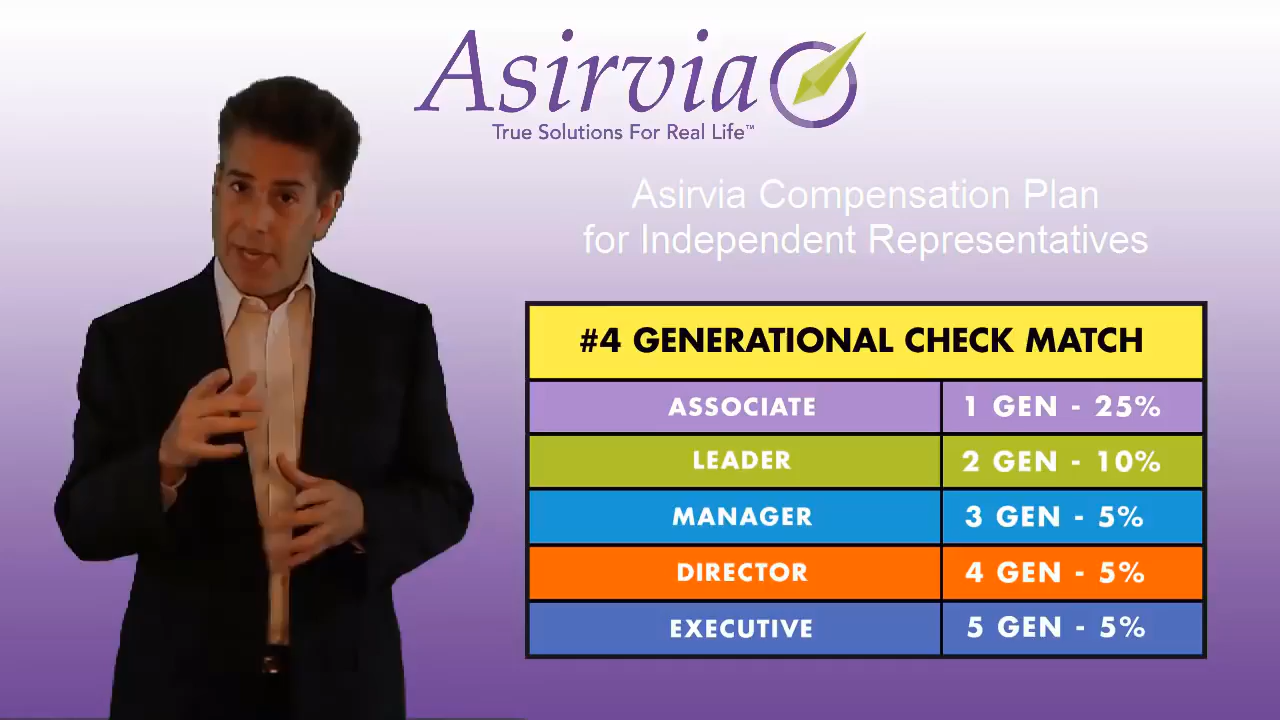 Asirvia
True Solutions For Real Life™
Asirvia Compensation Plan
for Independent Representatives
#4 GENERATIONAL CHECK MATCH
ASSOCIATE 1 GEN - 25%
LEADER 2 GEN - 10%
MANAGER 3 GEN - 5%
DIRECTOR 4 GEN - 5%
EXECUTIVE 5 GEN - 5%